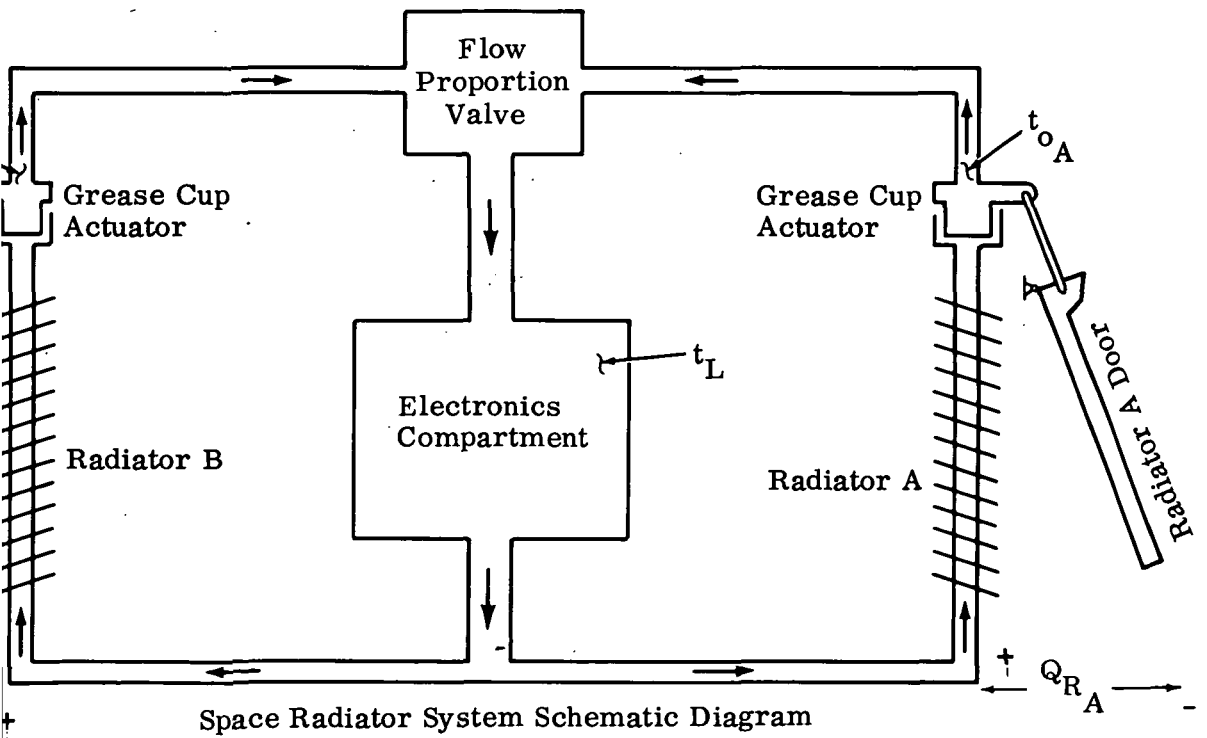 Flow
Proportion
Valve
t_oA
Grease Cup
Actuator
Grease Cup
Actuator
t_L
Electronics
Compartment
Radiator B
Radiator A
Radiator A Door
+
Q_RA
-
+
Space Radiator System Schematic Diagram